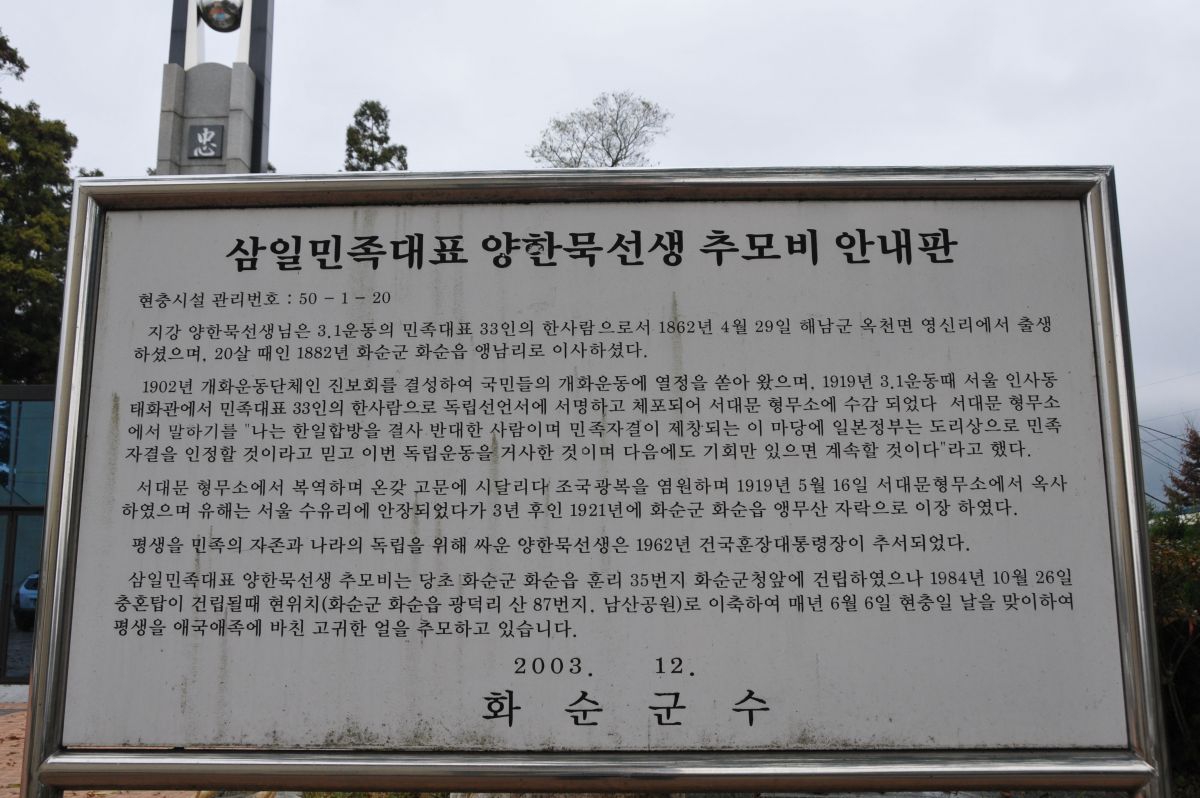 忠
삼일민족대표 양한묵선생 추모비 안내판
현충시설 관리번호 : 50 - 1 - 20
지강 양한묵선생님은 3.1운동의 민족대표 33인의 한사람으로서 1862년 4월 29일 해남군 옥천면 영신리에서 출생
하셨으며, 20살 때인 1882년 화순군 화순읍 앵남리로 이사하셨다.
1902년 개화운동단체인 진보회를 결성하여 국민들의 개화운동에 열정을 쏟아 왔으며, 1919년 3.1운동때 서울 인사동
태화관에서 민족대표 33인의 한사람으로 독립선언서에 서명하고 체포되어 서대문 형무소에 수감 되었다 서대문 형무소
에서 말하기를 "나는 한일합방을 결사 반대한 사람이며 민족자결이 제창되는 이 마당에 일본정부는 도리상으로 민족
자결을 인정할 것이라고 믿고 이번 독립운동을 거사한 것이며 다음에도 기회만 있으면 계속할 것이다"라고 했다.
서대문 형무소에서 복역하며 온갖 고문에 시달리다 조국광복을 염원하며 1919년 5월 16일 서대문형무소에서 옥사
하였으며 유해는 서울 수유리에 안장되었다가 3년 후인 1921년에 화순군 화순읍 앵무산 자락으로 이장 하였다.
평생을 민족의 자존과 나라의 독립을 위해 싸운 양한묵선생은 1962년 건국훈장대통령장이 추서되었다.
삼일민족대표 양한묵선생 추모비는 당초 화순군 화순읍 훈리 35번지 화순군청앞에 건립하였으나 1984년 10월 26일
충혼탑이 건립될때 현위치(화순군 화순읍 광덕리 산 87번지. 남산공원)로 이축하여 매년 6월 6일 현충일 날을 맞이하여
평생을 애국애족에 바친 고귀한 얼을 추모하고 있습니다.
2003. 12.
화 순 군 수